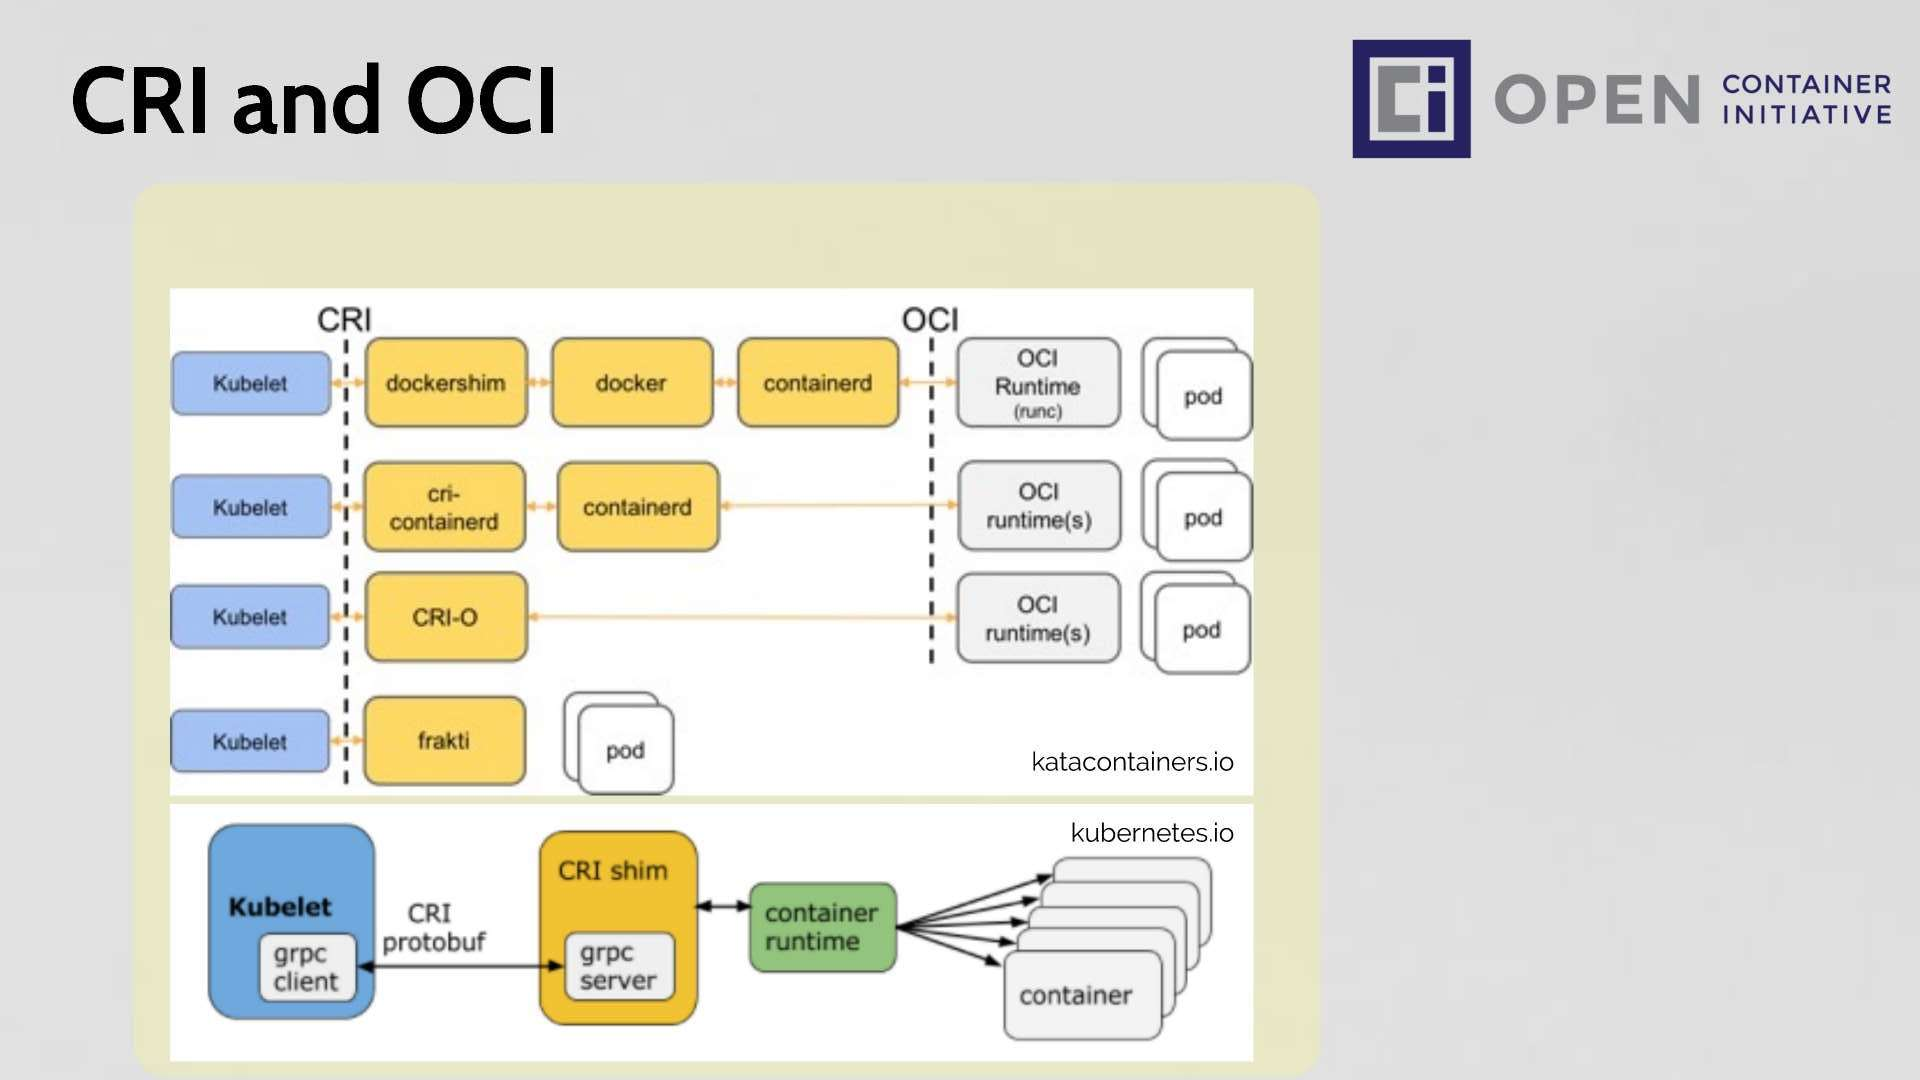 CRI and OCI
OPEN CONTAINER
INITIATIVE
CRI
OCI
Kubelet
dockershim
docker
containerd
OCI
Runtime
(runc)
pod
Kubelet
cri-
containerd
containerd
OCI
runtime(s)
pod
Kubelet
CRI-O
OCI
runtime(s)
pod
Kubelet
frakti
pod
katacontainers.io
kubernetes.io
Kubelet
grpc
client
CRI
protobuf
CRI shim
grpc
server
container
runtime
container